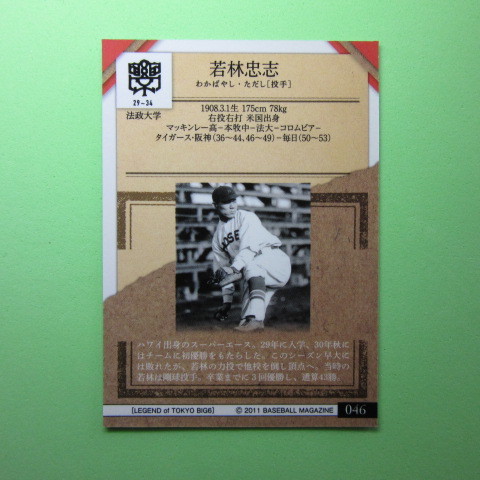 若林忠志
わかばやし・ただし[投手]
29~34
法政大学
1908.3.1生 175cm 78kg
右投右打 米国出身
マッキンレー高−本牧中−法大−コロムビア−
タイガース・阪神(36〜44、46〜49)−毎日(50〜53)
HOSEI
ハワイ出身のスーパーエース。29年に入学、30年秋に
はチームに初優勝をもたらした。このシーズン早大に
は敗れたが、若林の力投で他校を倒し頂点へ。当時の
若林は剛球投手。卒業までに3回優勝し、通算43勝。
[LEGEND of TOKYO BIG6]
© 2011 BASEBALL MAGAZINE
046